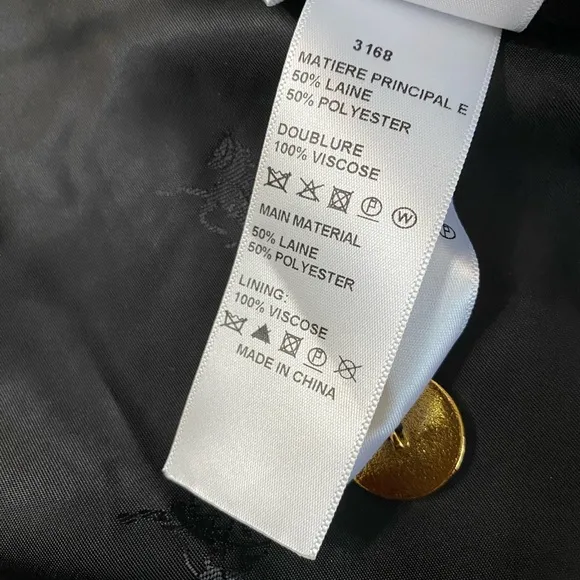 3168
MATIERE PRINCIPAL E
50% LAINE
50% POLYESTER
DOUBLURE
100% VISCOSE
P W
MAIN MATERIAL
50% LAINE
50% POLYESTER
LINING:
100% VISCOSE
P
MADE IN CHINA